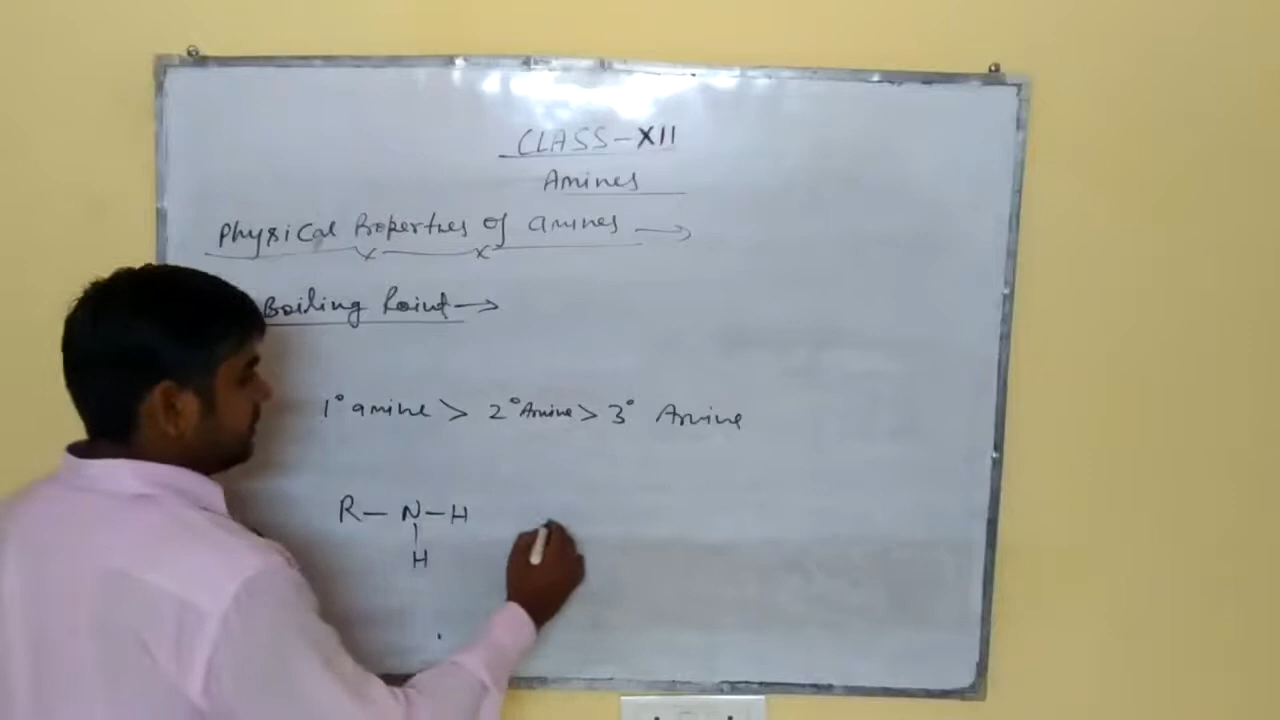 CLASS-XII
Amines
Physical Properties of amines →
Boiling Point →
1° amine > 2° Amine > 3° Amine
R – N – H
|
H